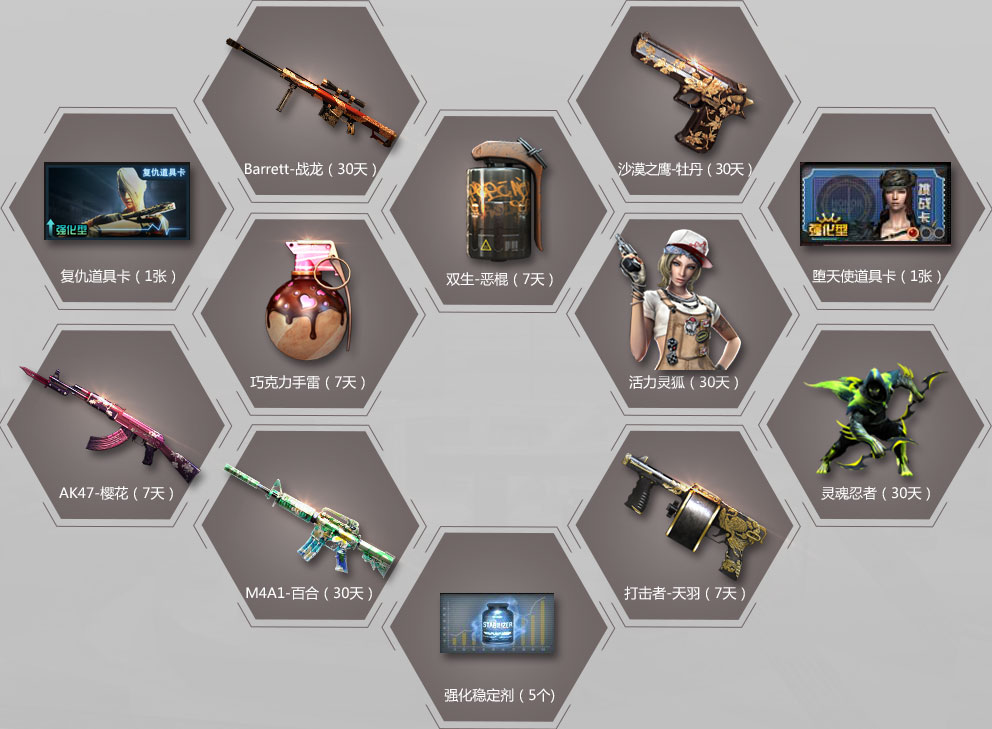 Barrett-战龙（30天）
沙漠之鹰-牡丹（30天）
复仇道具卡
强化型
复仇道具卡（1张）
双生-恶棍（7天）
HONOR
挑战卡
强化型
堕天使道具卡（1张）
巧克力手雷（7天）
活力灵狐（30天）
AK47-樱花（7天）
灵魂忍者（30天）
M4A1-百合（30天）
打击者-天羽（7天）
STABILIZER
强化稳定剂（5个)